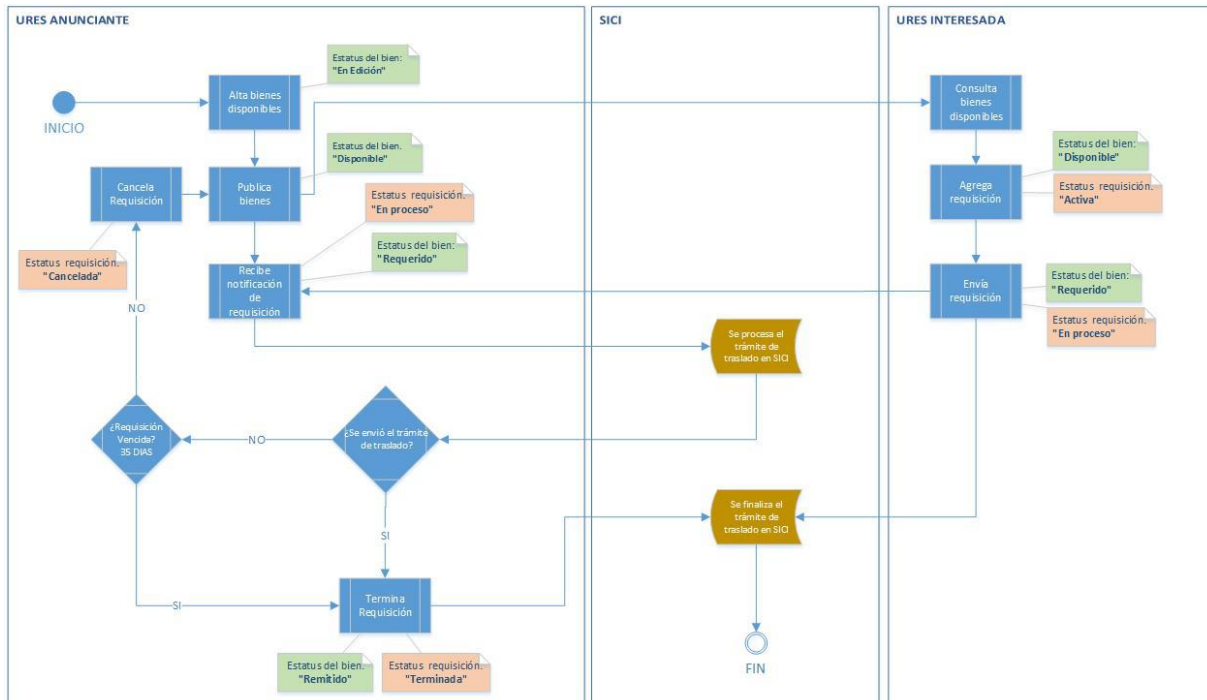 URES ANUNCIANTE
SICI
URES INTERESADA
Estatus del bien:
"En Edición"
Alta bienes
disponibles
INICIO
Consulta
bienes
disponibles
Estatus del bien.
"Disponible"
Cancela
Requisición
Publica
bienes
Estatus requisición.
"En proceso"
Estatus del bien:
"Requerido"
Estatus requisición.
"Cancelada"
Recibe
notificación
de
requisición
Estatus del bien:
"Disponible"
Agrega
requisición
Estatus requisición.
"Activa"
Envía
requisición
Estatus del bien:
"Requerido"
Estatus requisición.
"En proceso"
NO
Se procesa el
trámite de
traslado en SICI
¿Requisición
Vencida?
35 DIAS
NO
¿Se envió el trámite
de traslado?
SI
Se finaliza el
trámite de
traslado en SICI
SI
Termina
Requisición
Estatus del bien:
"Remitido"
Estatus requisición.
"Terminada"
FIN